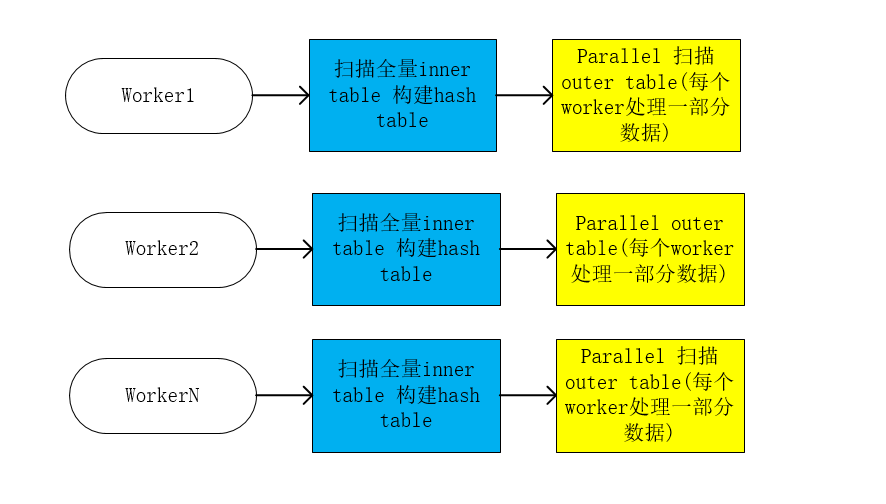 Worker1
扫描全量inner
table 构建hash
table
Parallel 扫描
outer table(每个
worker处理一部分
数据)
Worker2
扫描全量inner
table 构建hash
table
Parallel outer
table(每个worker
处理一部分数据)
WorkerN
扫描全量inner
table 构建hash
table
Parallel 扫描
outer table(每个
worker处理一部分
数据)